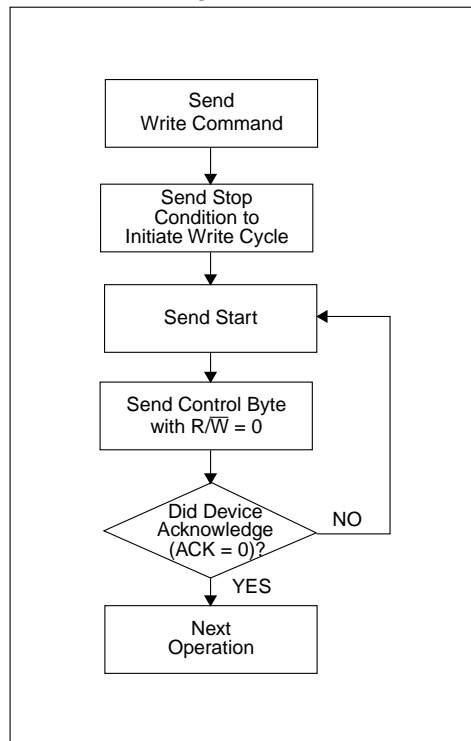 Send
Write Command
Send Stop
Condition to
Initiate Write Cycle
Send Start
Send Control Byte
with R/W̅ = 0
Did Device
Acknowledge
(ACK = 0)?
NO
YES
Next
Operation